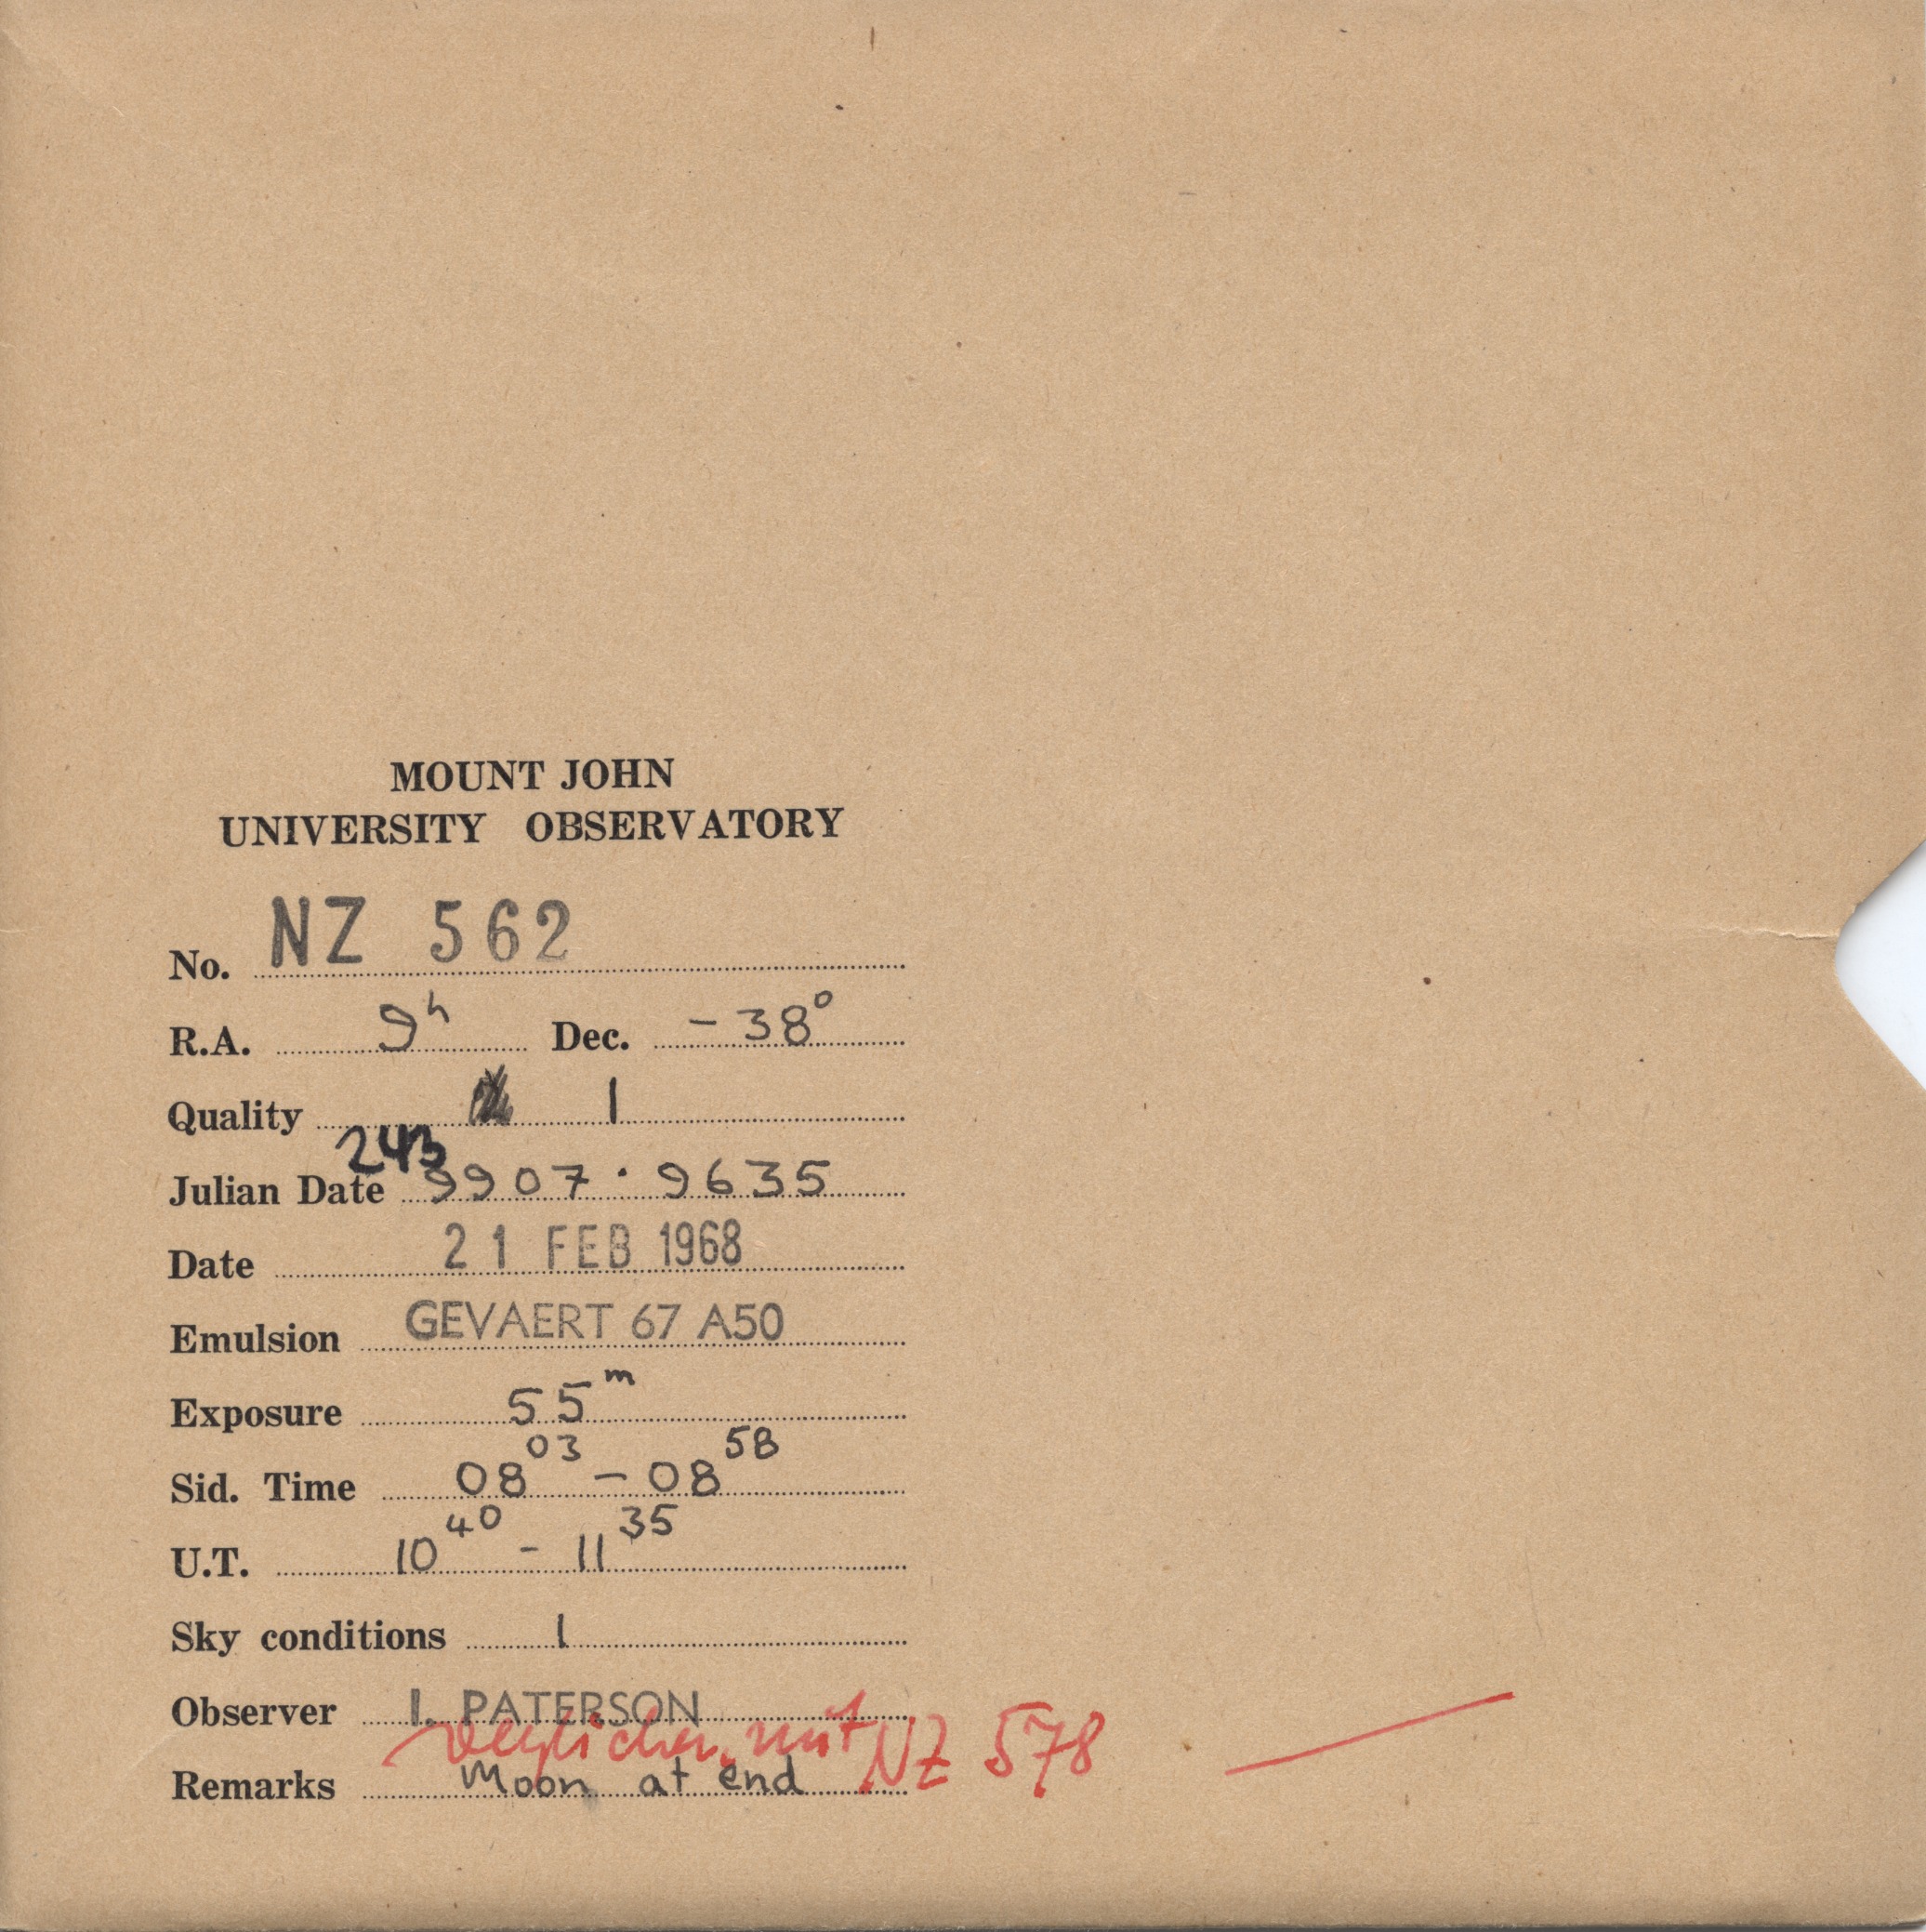 MOUNT JOHN
UNIVERSITY OBSERVATORY
No. NZ 562
R.A. 9h Dec. -38°
Quality 1
243
Julian Date 9907.9635
Date 21 FEB 1968
Emulsion GEVAERT 67 A50
Exposure 55m
Sid. Time 08 03 - 08 58
U.T. 10 40 - 11 35
Sky conditions 1
Observer I. PATERSON
verglichen mit NZ 578
Remarks Moon at end